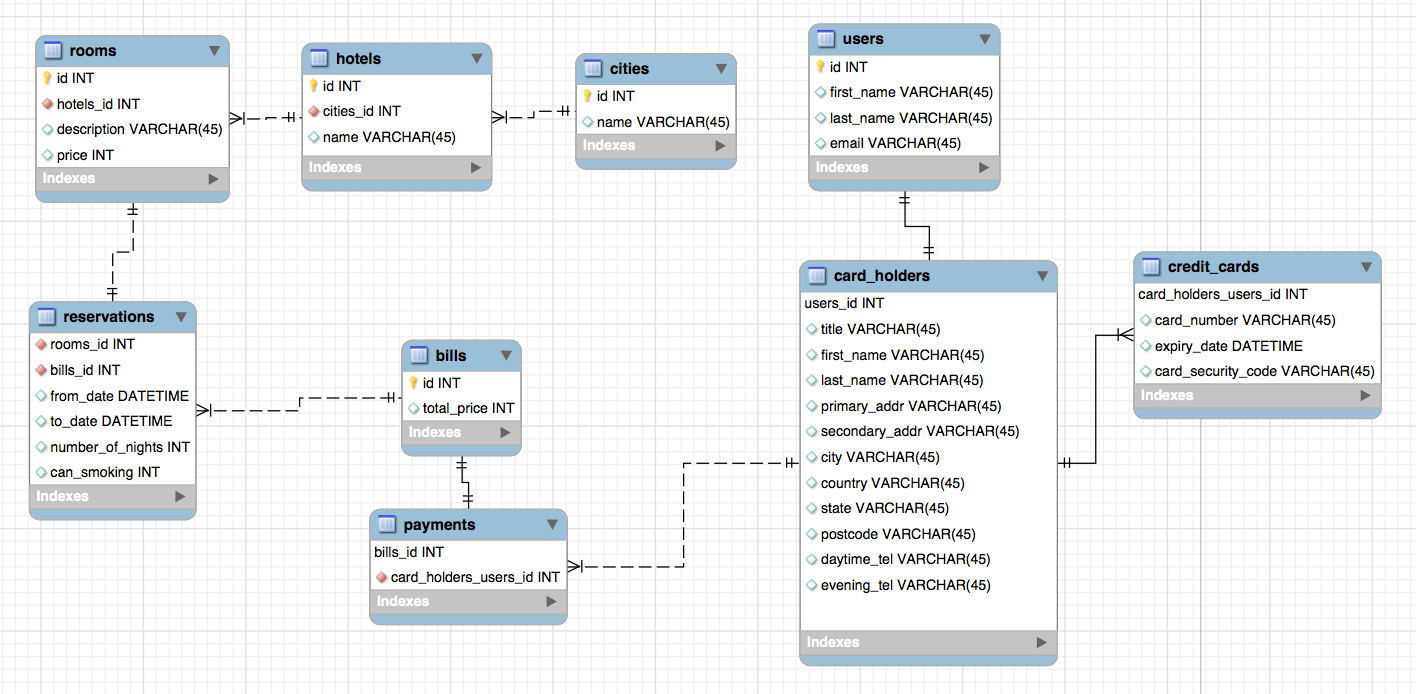 rooms
id INT
hotels_id INT
description VARCHAR(45)
price INT
Indexes
hotels
id INT
cities_id INT
name VARCHAR(45)
Indexes
cities
id INT
name VARCHAR(45)
Indexes
users
id INT
first_name VARCHAR(45)
last_name VARCHAR(45)
email VARCHAR(45)
Indexes
reservations
rooms_id INT
bills_id INT
from_date DATETIME
to_date DATETIME
number_of_nights INT
can_smoking INT
Indexes
bills
id INT
total_price INT
Indexes
payments
bills_id INT
card_holders_users_id INT
Indexes
card_holders
users_id INT
title VARCHAR(45)
first_name VARCHAR(45)
last_name VARCHAR(45)
primary_addr VARCHAR(45)
secondary_addr VARCHAR(45)
city VARCHAR(45)
country VARCHAR(45)
state VARCHAR(45)
postcode VARCHAR(45)
daytime_tel VARCHAR(45)
evening_tel VARCHAR(45)
Indexes
credit_cards
card_holders_users_id INT
card_number VARCHAR(45)
expiry_date DATETIME
card_security_code VARCHAR(45)
Indexes